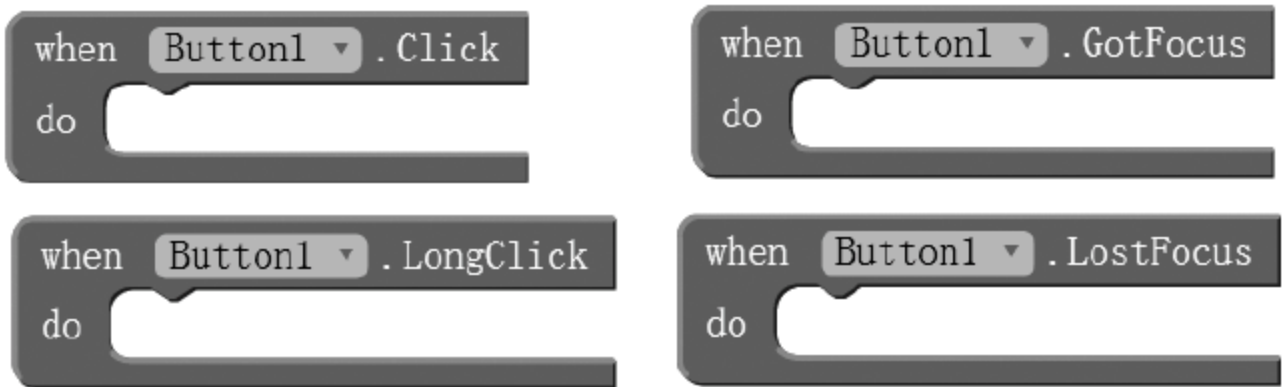 when Button1 .Click
do
when Button1 .GotFocus
do
when Button1 .LongClick
do
when Button1 .LostFocus
do